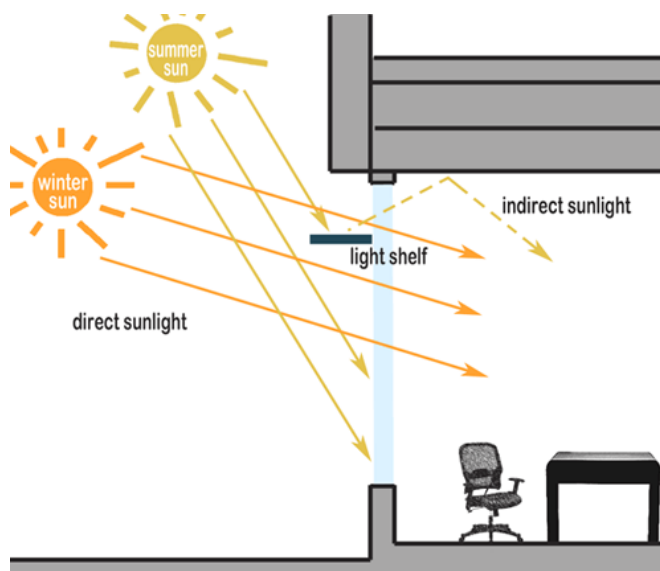 summer
sun
winter
sun
indirect sunlight
light shelf
direct sunlight